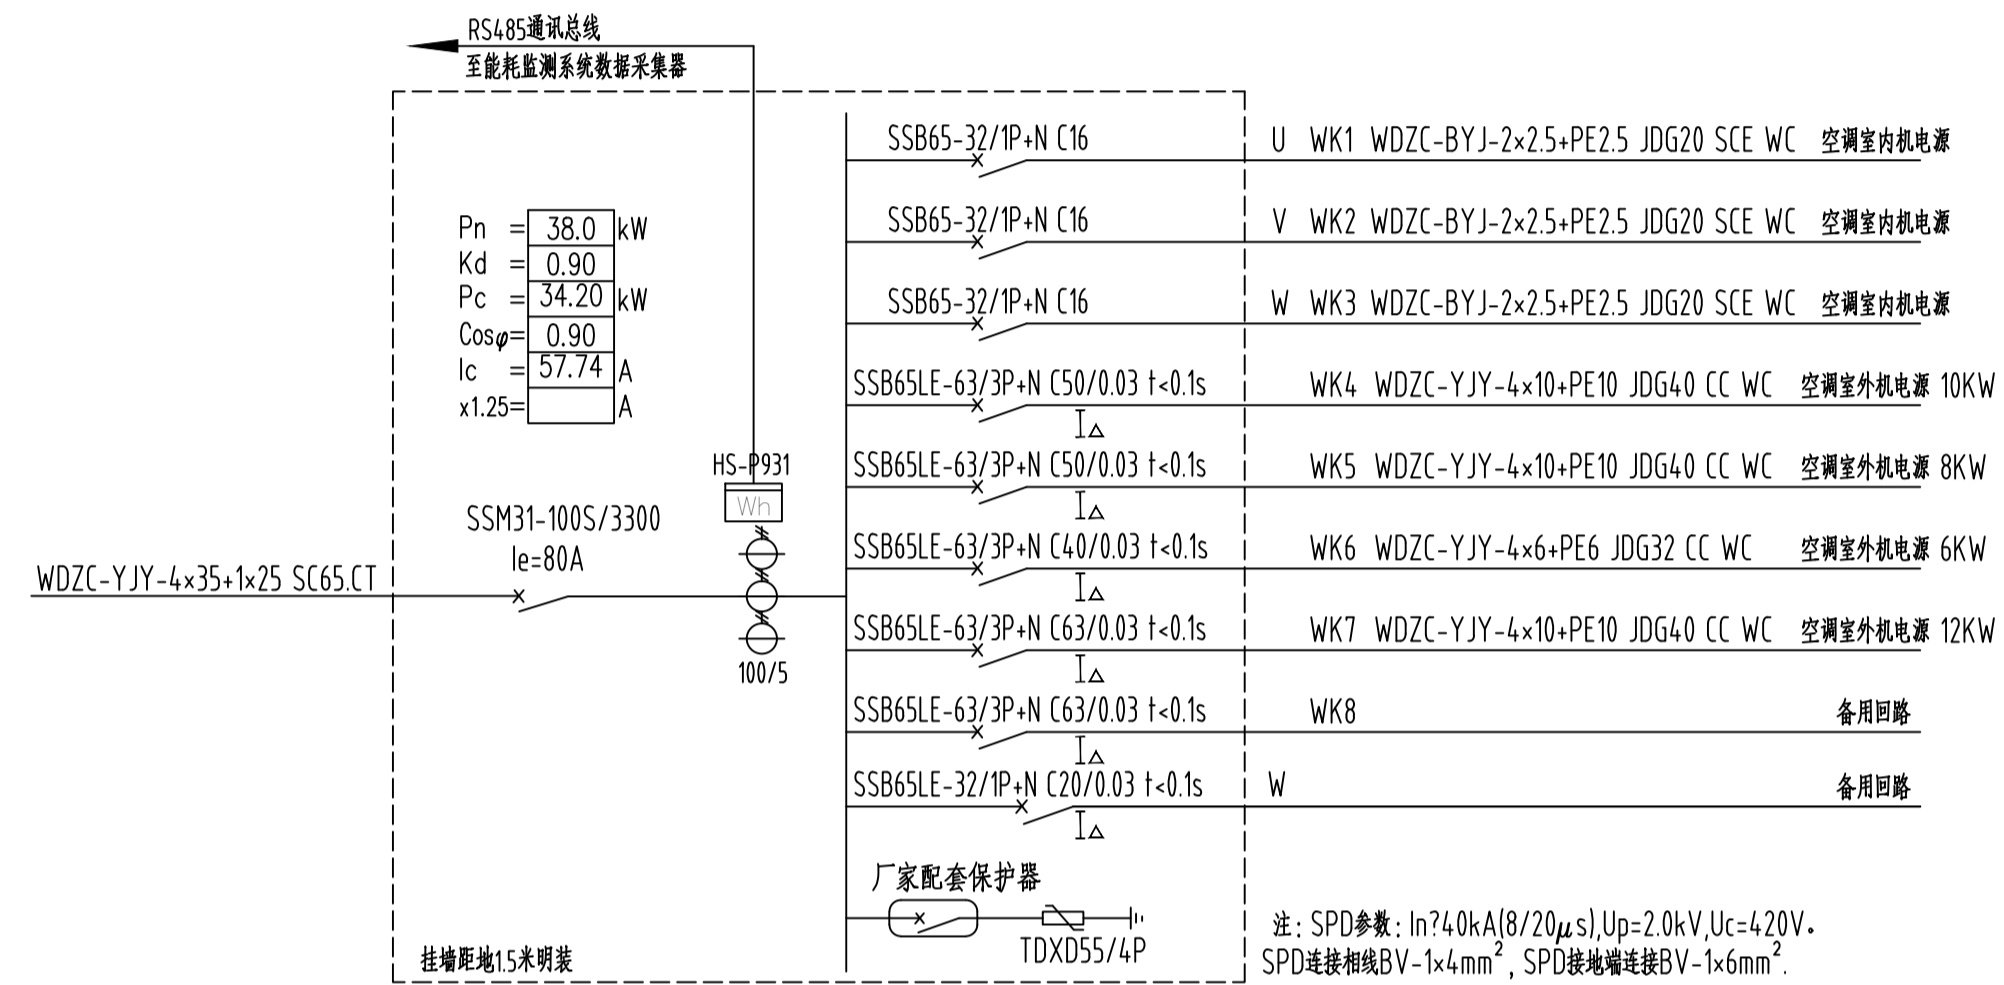 RS485通讯总线
至能耗监测系统数据采集器
Pn = 38.0 kW
Kd = 0.90
Pc = 34.20 kW
Cosφ= 0.90
Ic = 57.74 A
x1.25= A
HS-P931
Wh
SSM31-100S/3300
Ie=80A
WDZC-YJY-4×35+1×25 SC65.CT
100/5
SSB65-32/1P+N C16 U WK1 WDZC-BYJ-2×2.5+PE2.5 JDG20 SCE WC 空调室内机电源
SSB65-32/1P+N C16 V WK2 WDZC-BYJ-2×2.5+PE2.5 JDG20 SCE WC 空调室内机电源
SSB65-32/1P+N C16 W WK3 WDZC-BYJ-2×2.5+PE2.5 JDG20 SCE WC 空调室内机电源
SSB65LE-63/3P+N C50/0.03 t<0.1s WK4 WDZC-YJY-4×10+PE10 JDG40 CC WC 空调室外机电源 10KW
I△
SSB65LE-63/3P+N C50/0.03 t<0.1s WK5 WDZC-YJY-4×10+PE10 JDG40 CC WC 空调室外机电源 8KW
I△
SSB65LE-63/3P+N C40/0.03 t<0.1s WK6 WDZC-YJY-4×6+PE6 JDG32 CC WC 空调室外机电源 6KW
I△
SSB65LE-63/3P+N C63/0.03 t<0.1s WK7 WDZC-YJY-4×10+PE10 JDG40 CC WC 空调室外机电源 12KW
I△
SSB65LE-63/3P+N C63/0.03 t<0.1s WK8 备用回路
I△
SSB65LE-32/1P+N C20/0.03 t<0.1s W 备用回路
I△
厂家配套保护器
TDXD55/4P
挂墙距地1.5米明装
注: SPD参数: In?40kA(8/20μs),Up=2.0kV,Uc=420V。
SPD连接相线BV-1×4mm², SPD接地端连接BV-1×6mm².